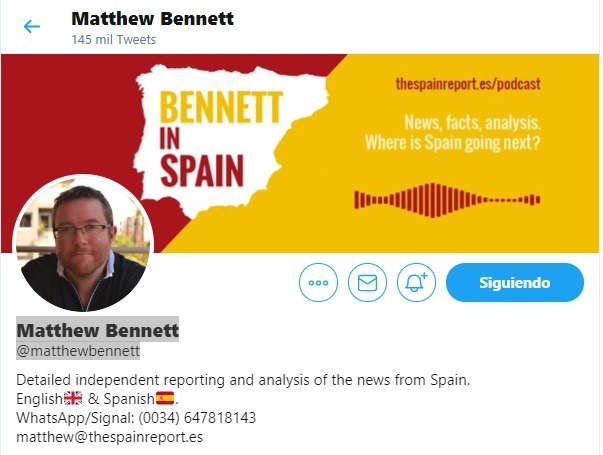 Matthew Bennett
145 mil Tweets
BENNETT
IN
SPAIN
thespainreport.es/podcast
News, facts, analysis.
Where is Spain going next?
Siguiendo
Matthew Bennett
@matthewbennett
Detailed independent reporting and analysis of the news from Spain.
English🇬🇧 & Spanish🇪🇸.
WhatsApp/Signal: (0034) 647818143
matthew@thespainreport.es